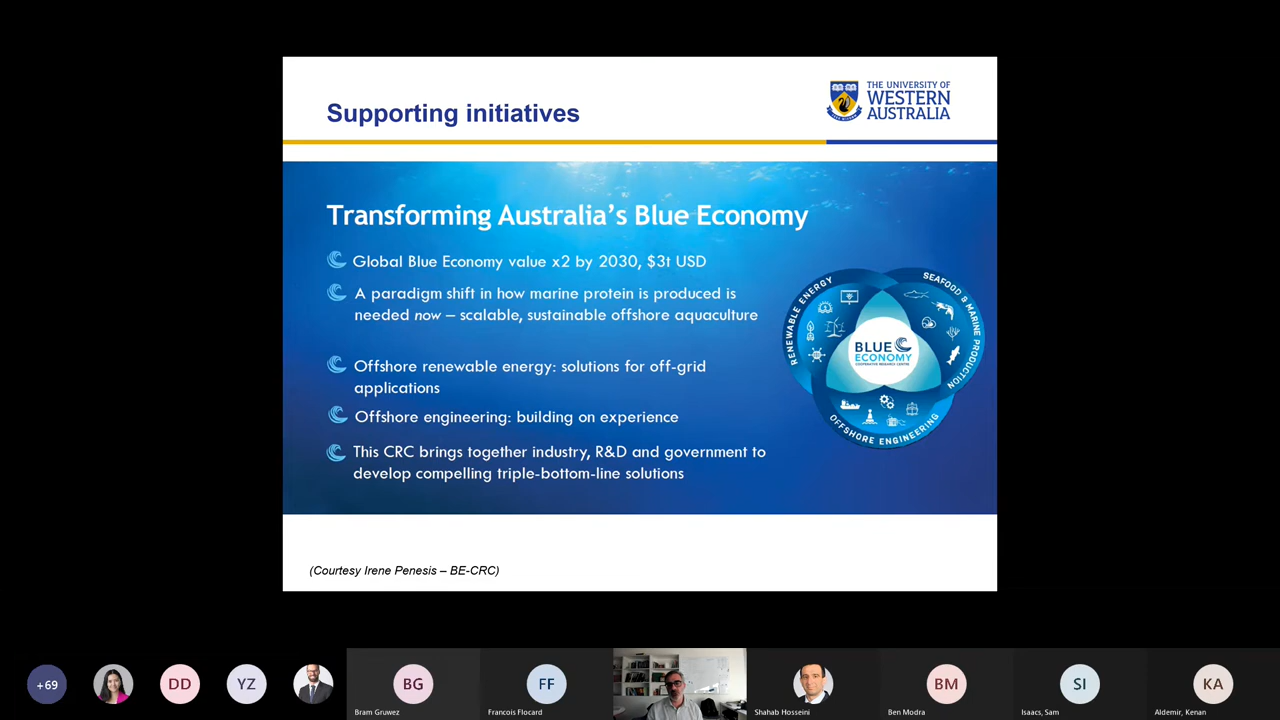 Supporting initiatives
THE UNIVERSITY OF
WESTERN
AUSTRALIA
Transforming Australia's Blue Economy
Global Blue Economy value x2 by 2030, $3t USD
A paradigm shift in how marine protein is produced is
needed now – scalable, sustainable offshore aquaculture
Offshore renewable energy: solutions for off-grid
applications
Offshore engineering: building on experience
This CRC brings together industry, R&D and government to
develop compelling triple-bottom-line solutions
RENEWABLE ENERGY
SEAFOOD & MARINE PRODUCTION
BLUE
ECONOMY
COOPERATIVE RESEARCH CENTRE
OFFSHORE ENGINEERING
(Courtesy Irene Penesis – BE-CRC)
+69
DD
YZ
BG
FF
BM
SI
KA
Bram Gruwez
Francois Flocard
Shahab Hosseini
Ben Modra
Isaacs, Sam
Aldemir, Kenan